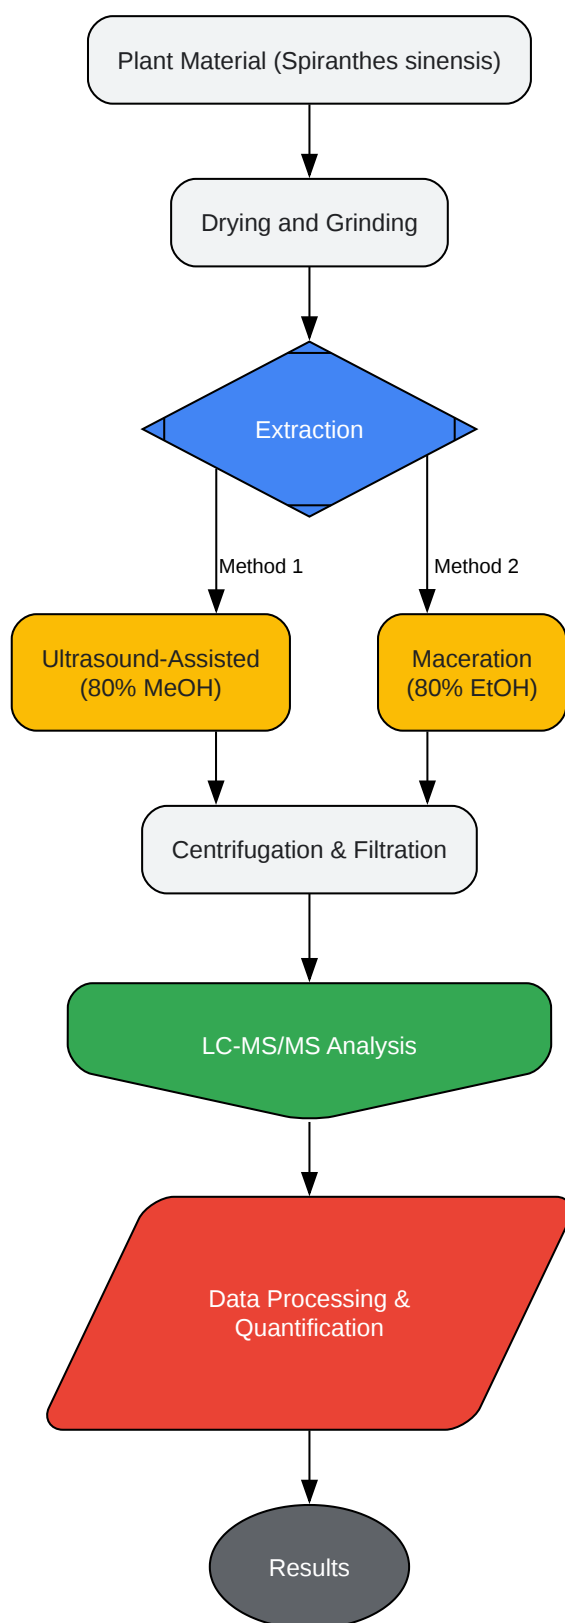 Plant Material (Spiranthes sinensis)
Drying and Grinding
Extraction
Method 1
Method 2
Ultrasound-Assisted
(80% MeOH)
Maceration
(80% EtOH)
Centrifugation & Filtration
LC-MS/MS Analysis
Data Processing &
Quantification
Results